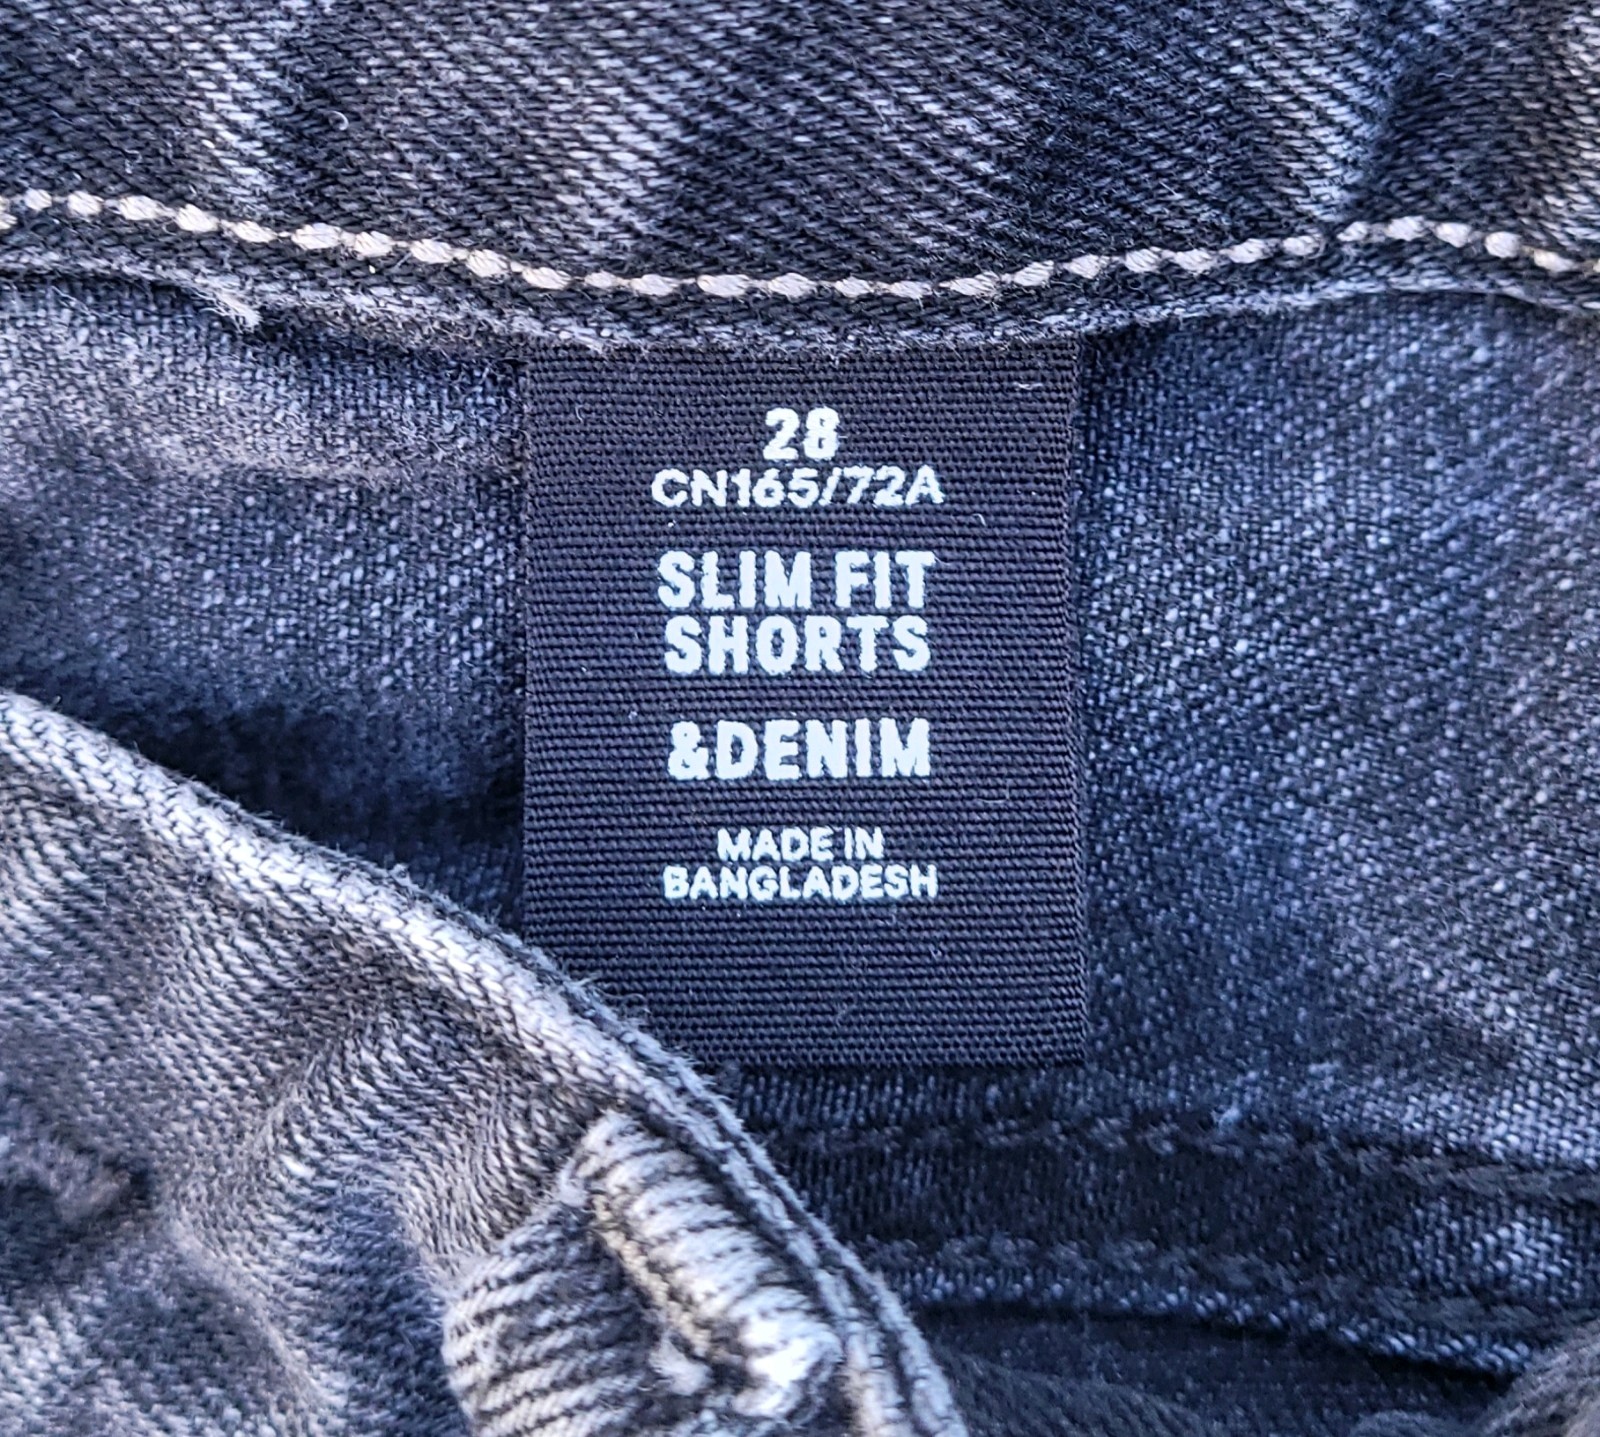 28
CN165/72A
SLIM FIT
SHORTS
&DENIM
MADE IN
BANGLADESH